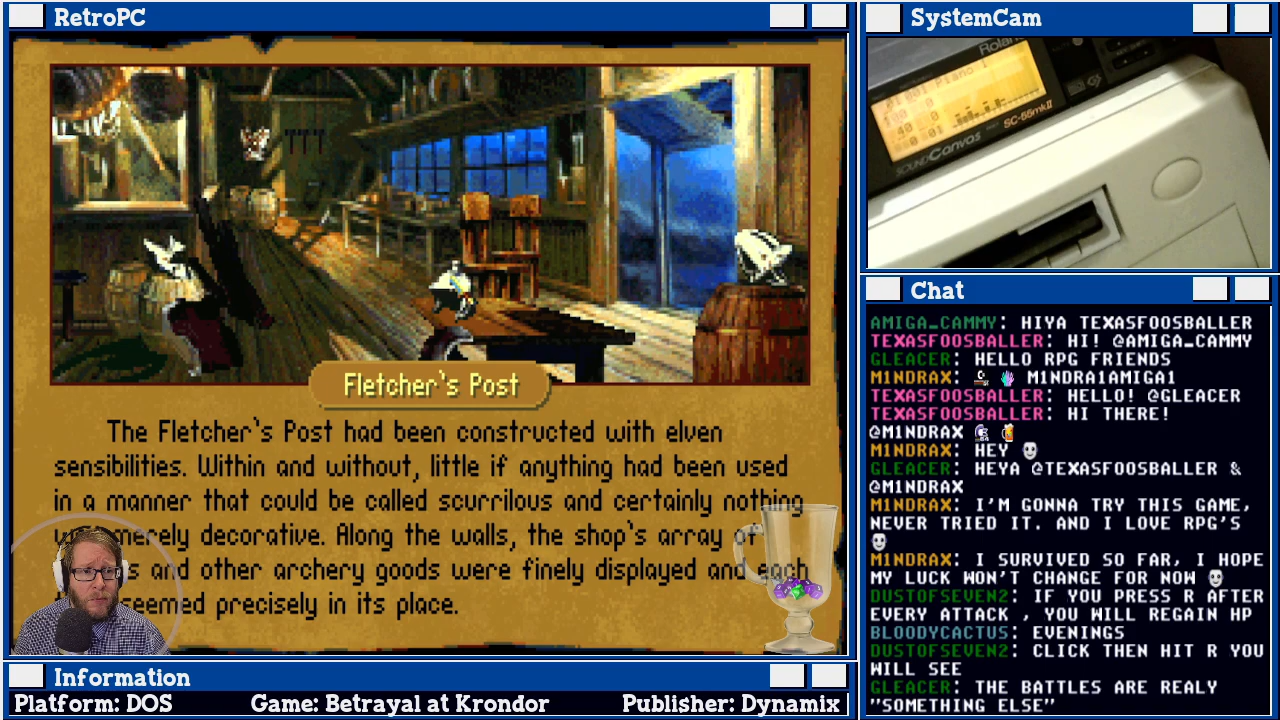 RetroPC
Fletcher's Post
The Fletcher's Post had been constructed with elven
sensibilities. Within and without, little if anything had been used
in a manner that could be called scurrilous and certainly nothing
merely decorative. Along the walls, the shop's array of
and other archery goods were finely displayed and each
seemed precisely in its place.
Information
Platform: DOS Game: Betrayal at Krondor Publisher: Dynamix
SystemCam
Roland
Piano 1
SOUND Canvas SC-55mkII
Chat
AMIGA_CAMMY: HIYA TEXASFOOSBALLER
TEXASFOOSBALLER: HI! @AMIGA_CAMMY
GLEACER: HELLO RPG FRIENDS
M1NDRAX: M1NDRA1AMIGA1
TEXASFOOSBALLER: HELLO! @GLEACER
TEXASFOOSBALLER: HI THERE!
@M1NDRAX
M1NDRAX: HEY
GLEACER: HEYA @TEXASFOOSBALLER &
@M1NDRAX
M1NDRAX: I'M GONNA TRY THIS GAME,
NEVER TRIED IT. AND I LOVE RPG'S
M1NDRAX: I SURVIVED SO FAR, I HOPE
MY LUCK WON'T CHANGE FOR NOW
DUSTOFSEVEN2: IF YOU PRESS R AFTER
EVERY ATTACK , YOU WILL REGAIN HP
BLOODYCACTUS: EVENINGS
DUSTOFSEVEN2: CLICK THEN HIT R YOU
WILL SEE
GLEACER: THE BATTLES ARE REALY
"SOMETHING ELSE"